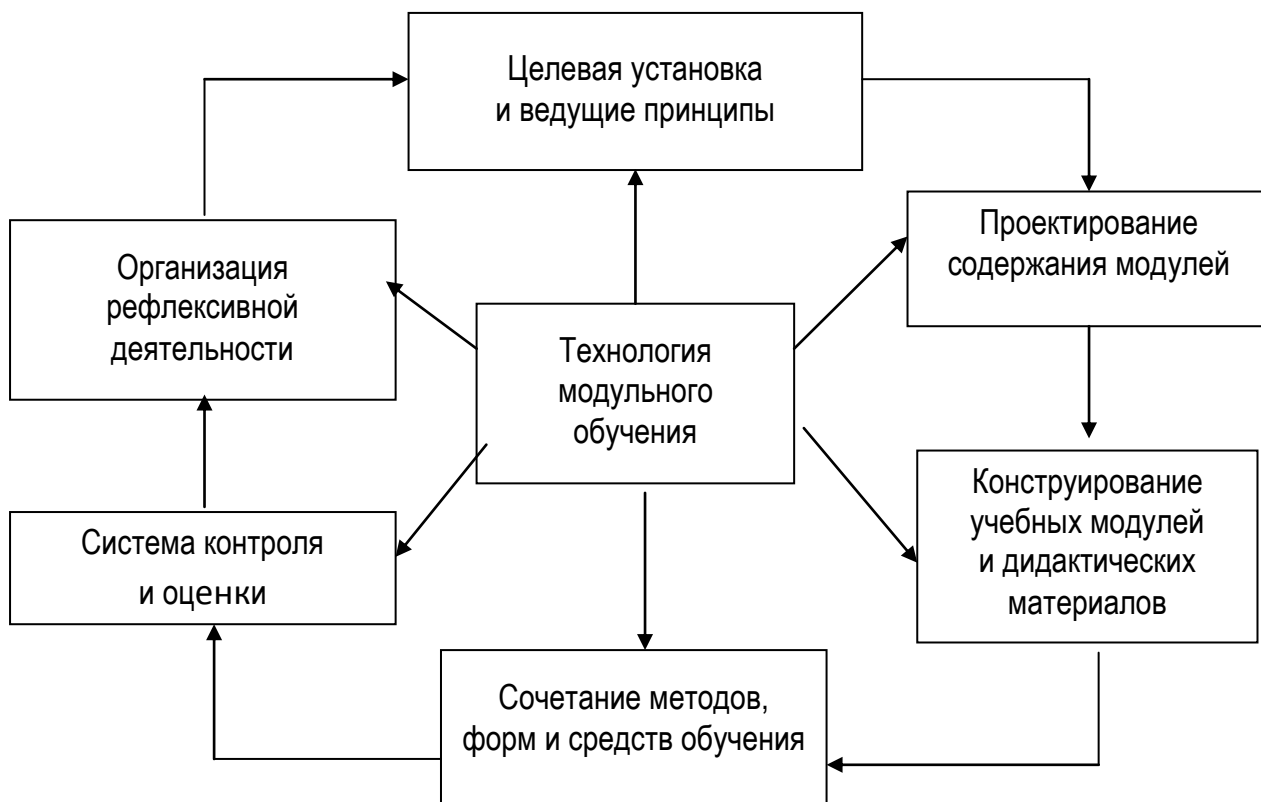 Целевая установка
и ведущие принципы
Проектирование
содержания модулей
Организация
рефлексивной
деятельности
Технология
модульного
обучения
Конструирование
учебных модулей
и дидактических
материалов
Система контроля
и оценки
Сочетание методов,
форм и средств обучения